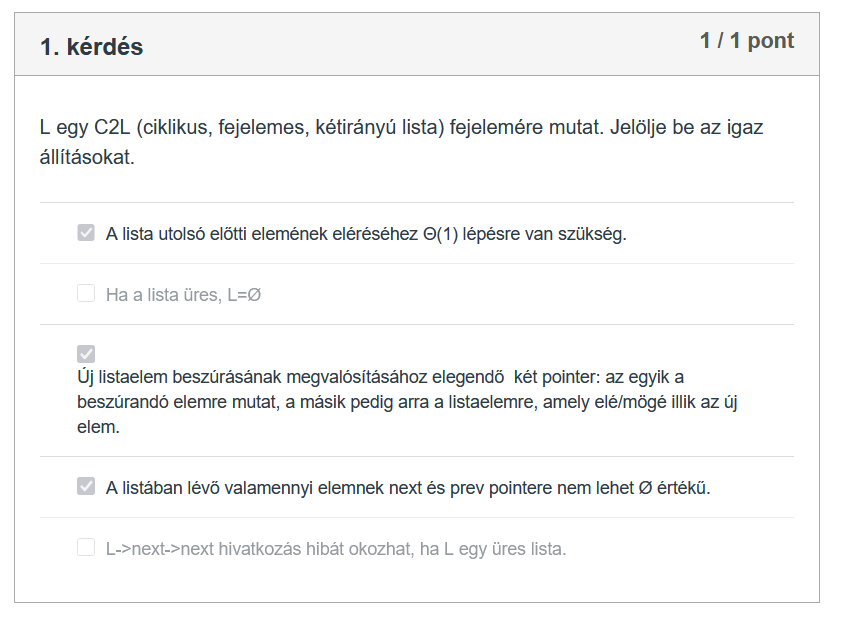 1. kérdés
1 / 1 pont
L egy C2L (ciklikus, fejelemes, kétirányú lista) fejelemére mutat. Jelölje be az igaz
állításokat.
A lista utolsó előtti elemének eléréséhez Θ(1) lépésre van szükség.
Ha a lista üres, L=Ø
Új listaelem beszúrásának megvalósításához elegendő  két pointer: az egyik a
beszúrandó elemre mutat, a másik pedig arra a listaelemre, amely elé/mögé illik az új
elem.
A listában lévő valamennyi elemnek next és prev pointere nem lehet Ø értékű.
L->next->next hivatkozás hibát okozhat, ha L egy üres lista.